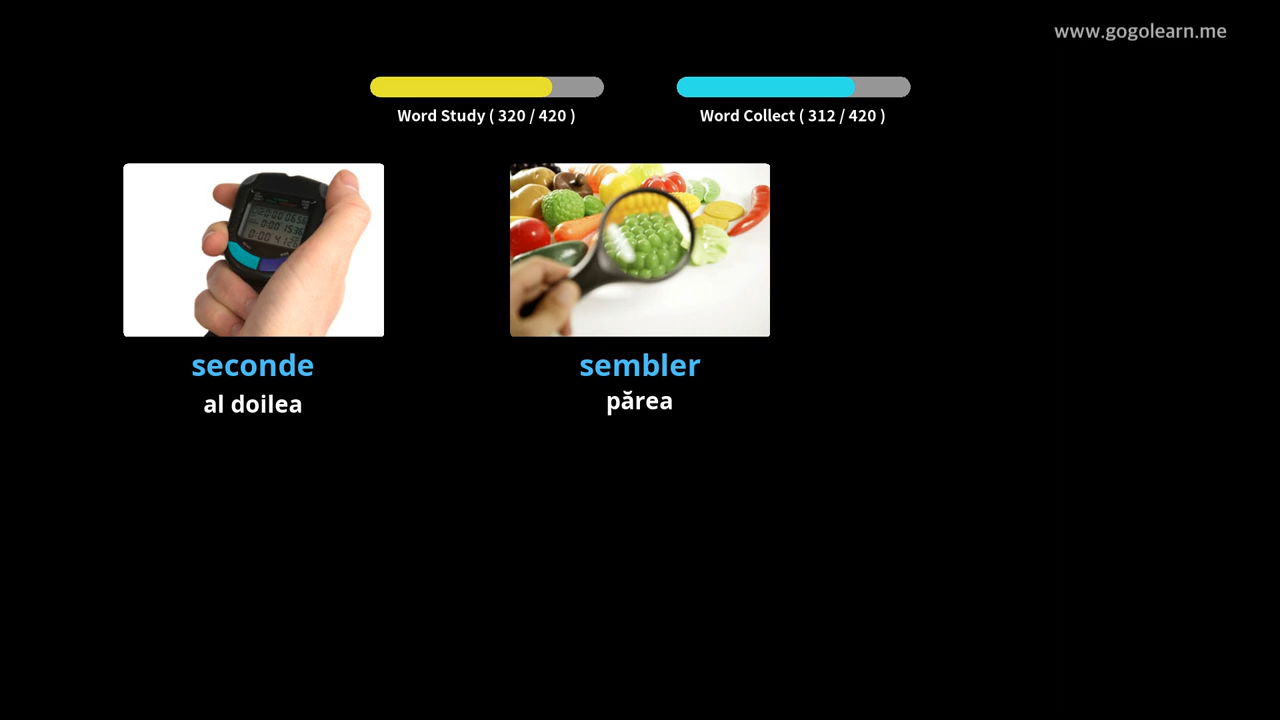 www.gogolearn.me
Word Study ( 320 / 420 )
Word Collect ( 312 / 420 )
seconde
al doilea
sembler
părea